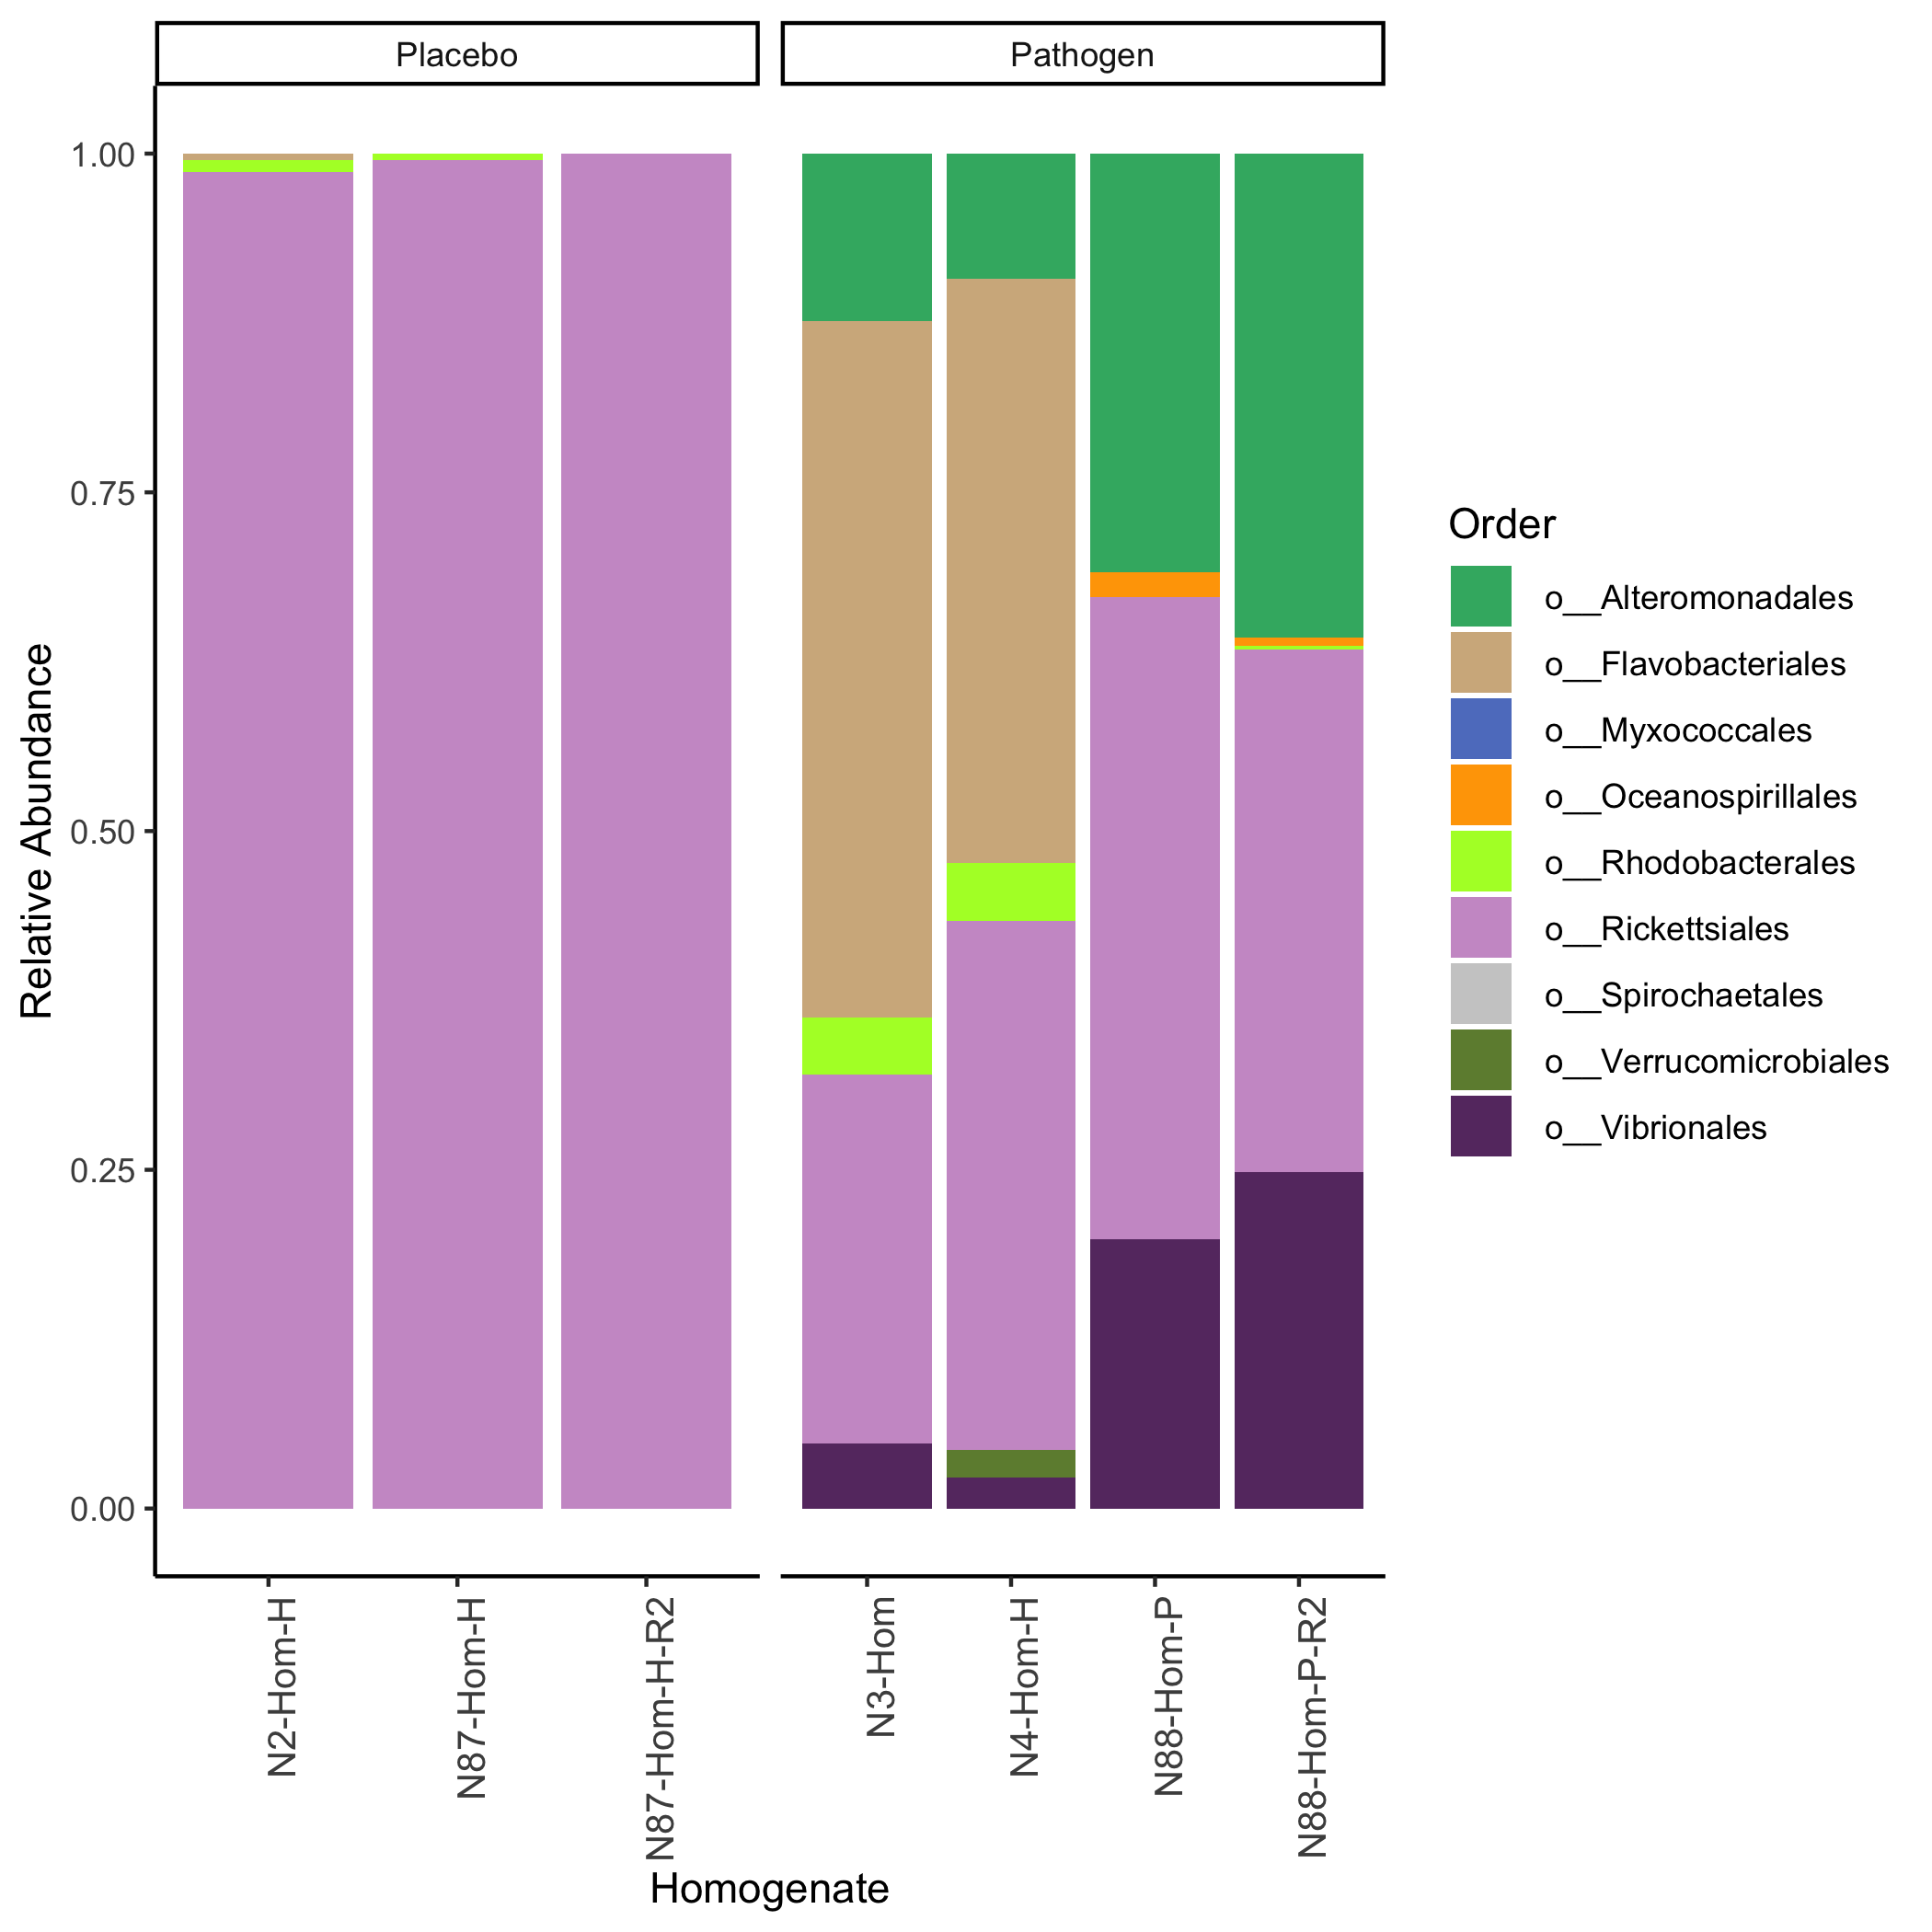 Placebo
Pathogen
1.00
0.75
0.50
0.25
0.00
Relative Abundance
N2-Hom-H
N87-Hom-H
N87-Hom-H-R2
N3-Hom
N4-Hom-H
N88-Hom-P
N88-Hom-P-R2
Homogenate
Order
o__Alteromonadales
o__Flavobacteriales
o__Myxococcales
o__Oceanospirillales
o__Rhodobacterales
o__Rickettsiales
o__Spirochaetales
o__Verrucomicrobiales
o__Vibrionales